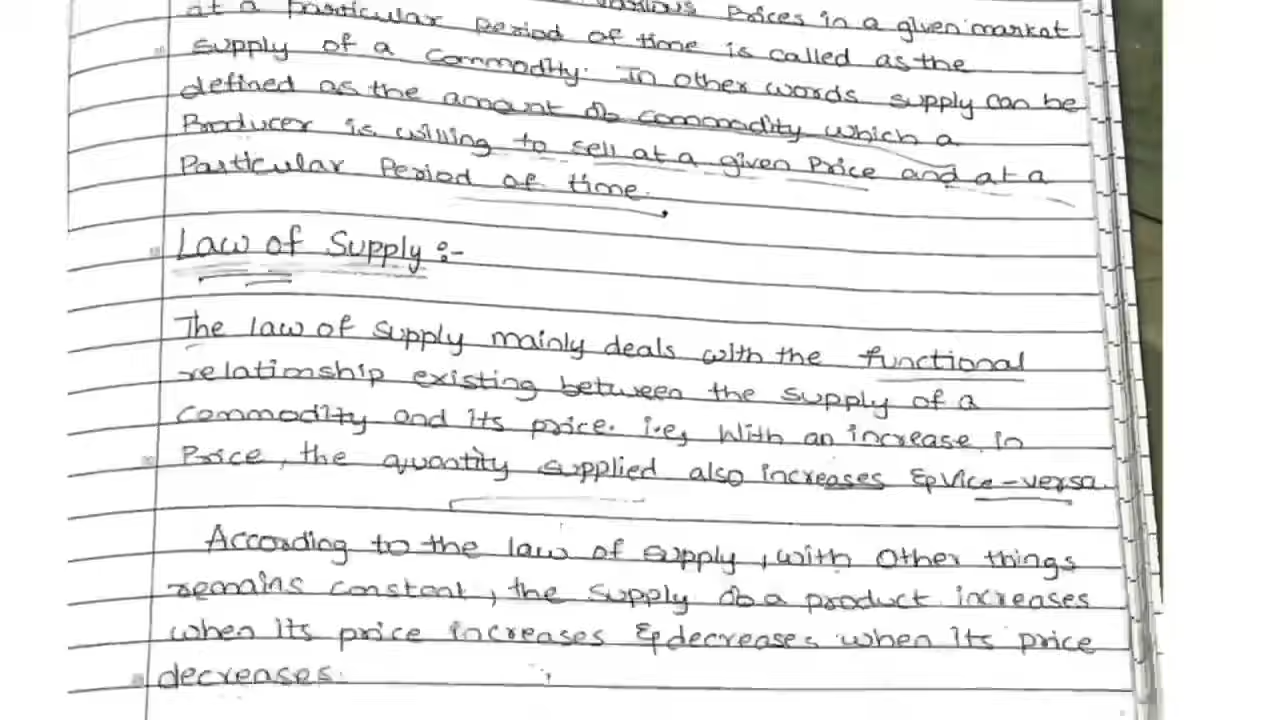 various Prices in a given market
at a particular period of time is called as the
supply of a commodity. In other words supply can be
defined as the amount of commodity which a
Producer is willing to sell at a given Price and at a
Particular Period of time.
Law of Supply :-
The law of supply mainly deals with the functional
relationship existing between the supply of a
commodity and its price. i.e, With an increase in
Price, the quantity supplied also increases & Vice-versa.
According to the law of supply, with other things
remains constant, the supply of a product increases
when its price increases & decreases when its price
decreases.